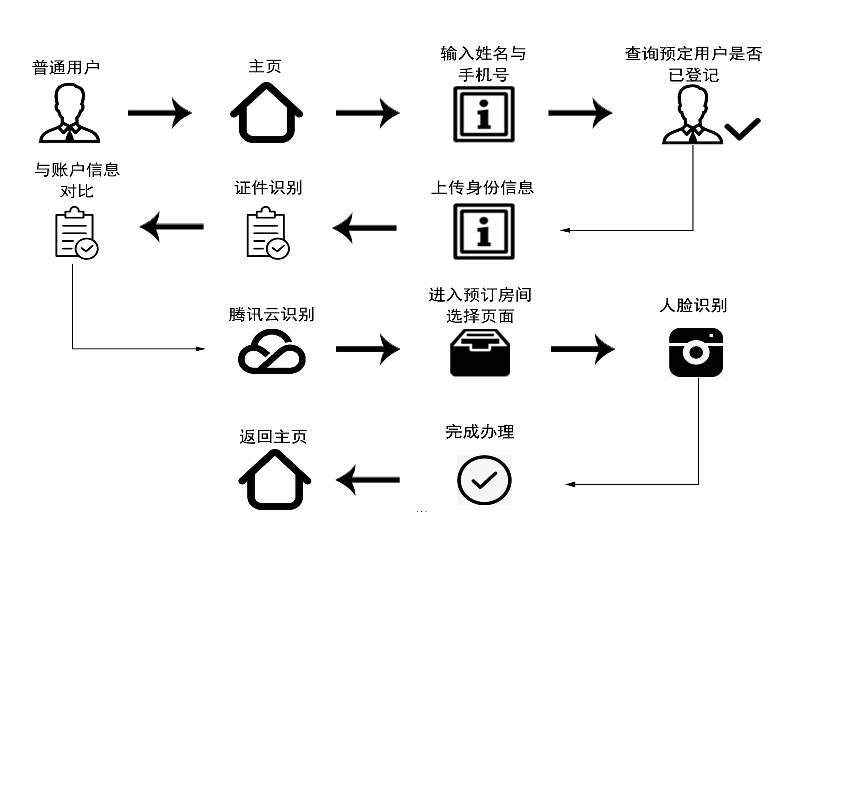 普通用户
主页
输入姓名与
手机号
查询预定用户是否
已登记
与账户信息
对比
证件识别
上传身份信息
腾讯云识别
进入预订房间
选择页面
人脸识别
返回主页
完成办理